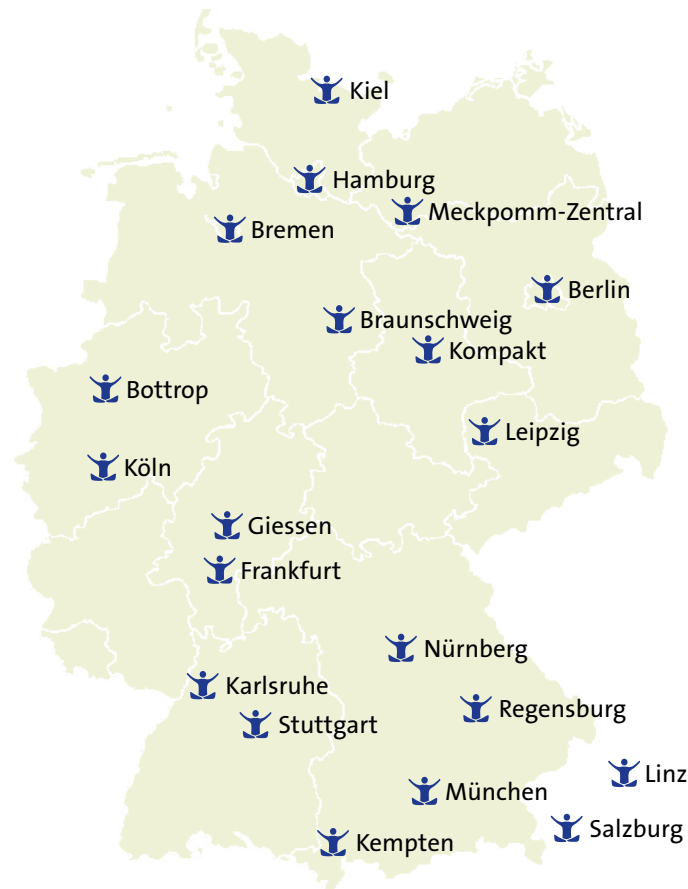 Kiel
Hamburg
Meckpomm-Zentral
Bremen
Berlin
Braunschweig
Kompakt
Bottrop
Leipzig
Köln
Giessen
Frankfurt
Nürnberg
Karlsruhe
Regensburg
Stuttgart
Linz
München
Salzburg
Kempten